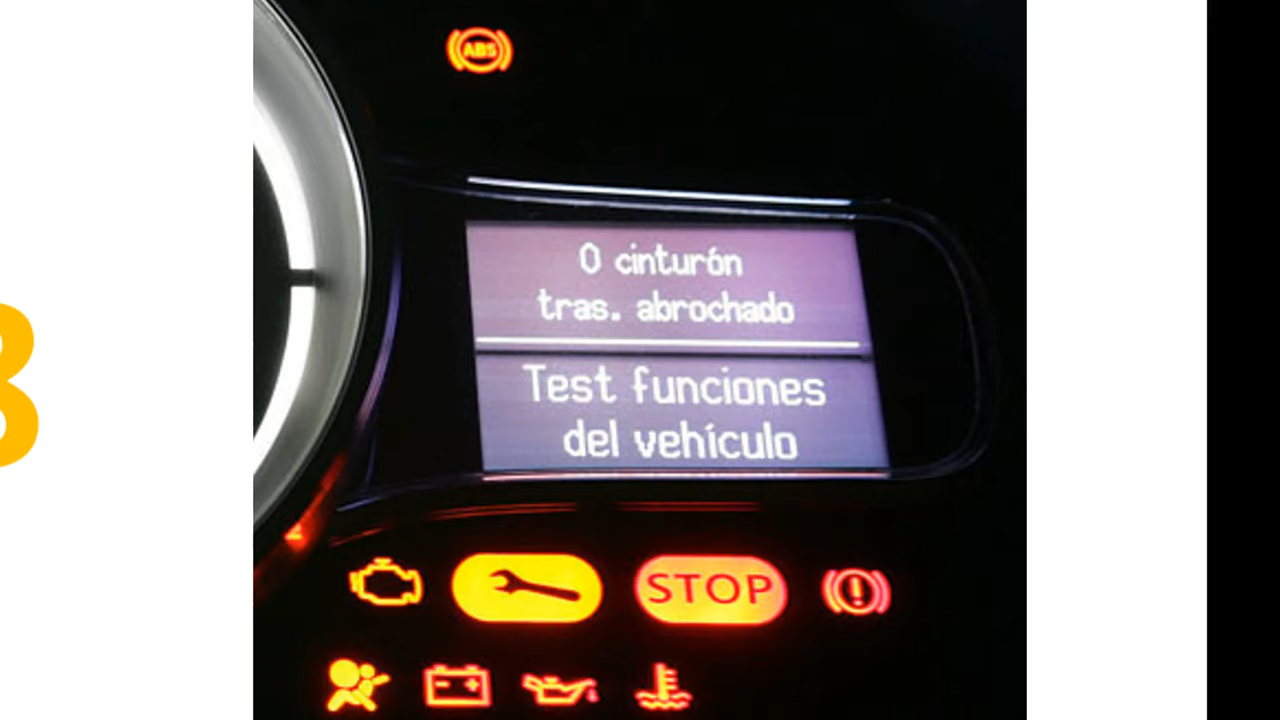 ABS
0 cinturón
tras. abrochado
Test funciones
del vehículo
STOP